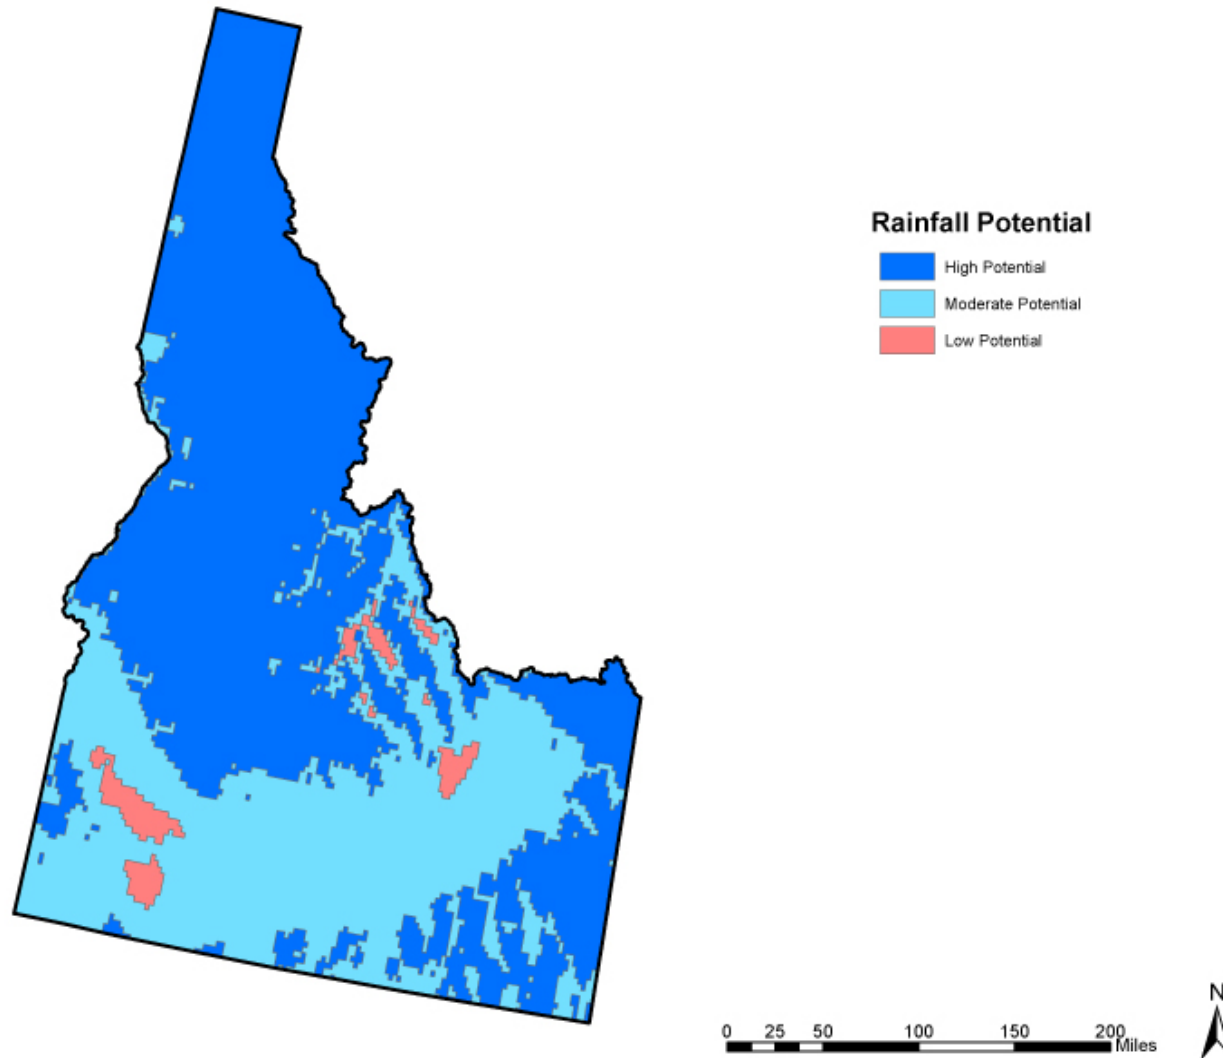 Rainfall Potential
High Potential
Moderate Potential
Low Potential
N
0 25 50 100 150 200
Miles